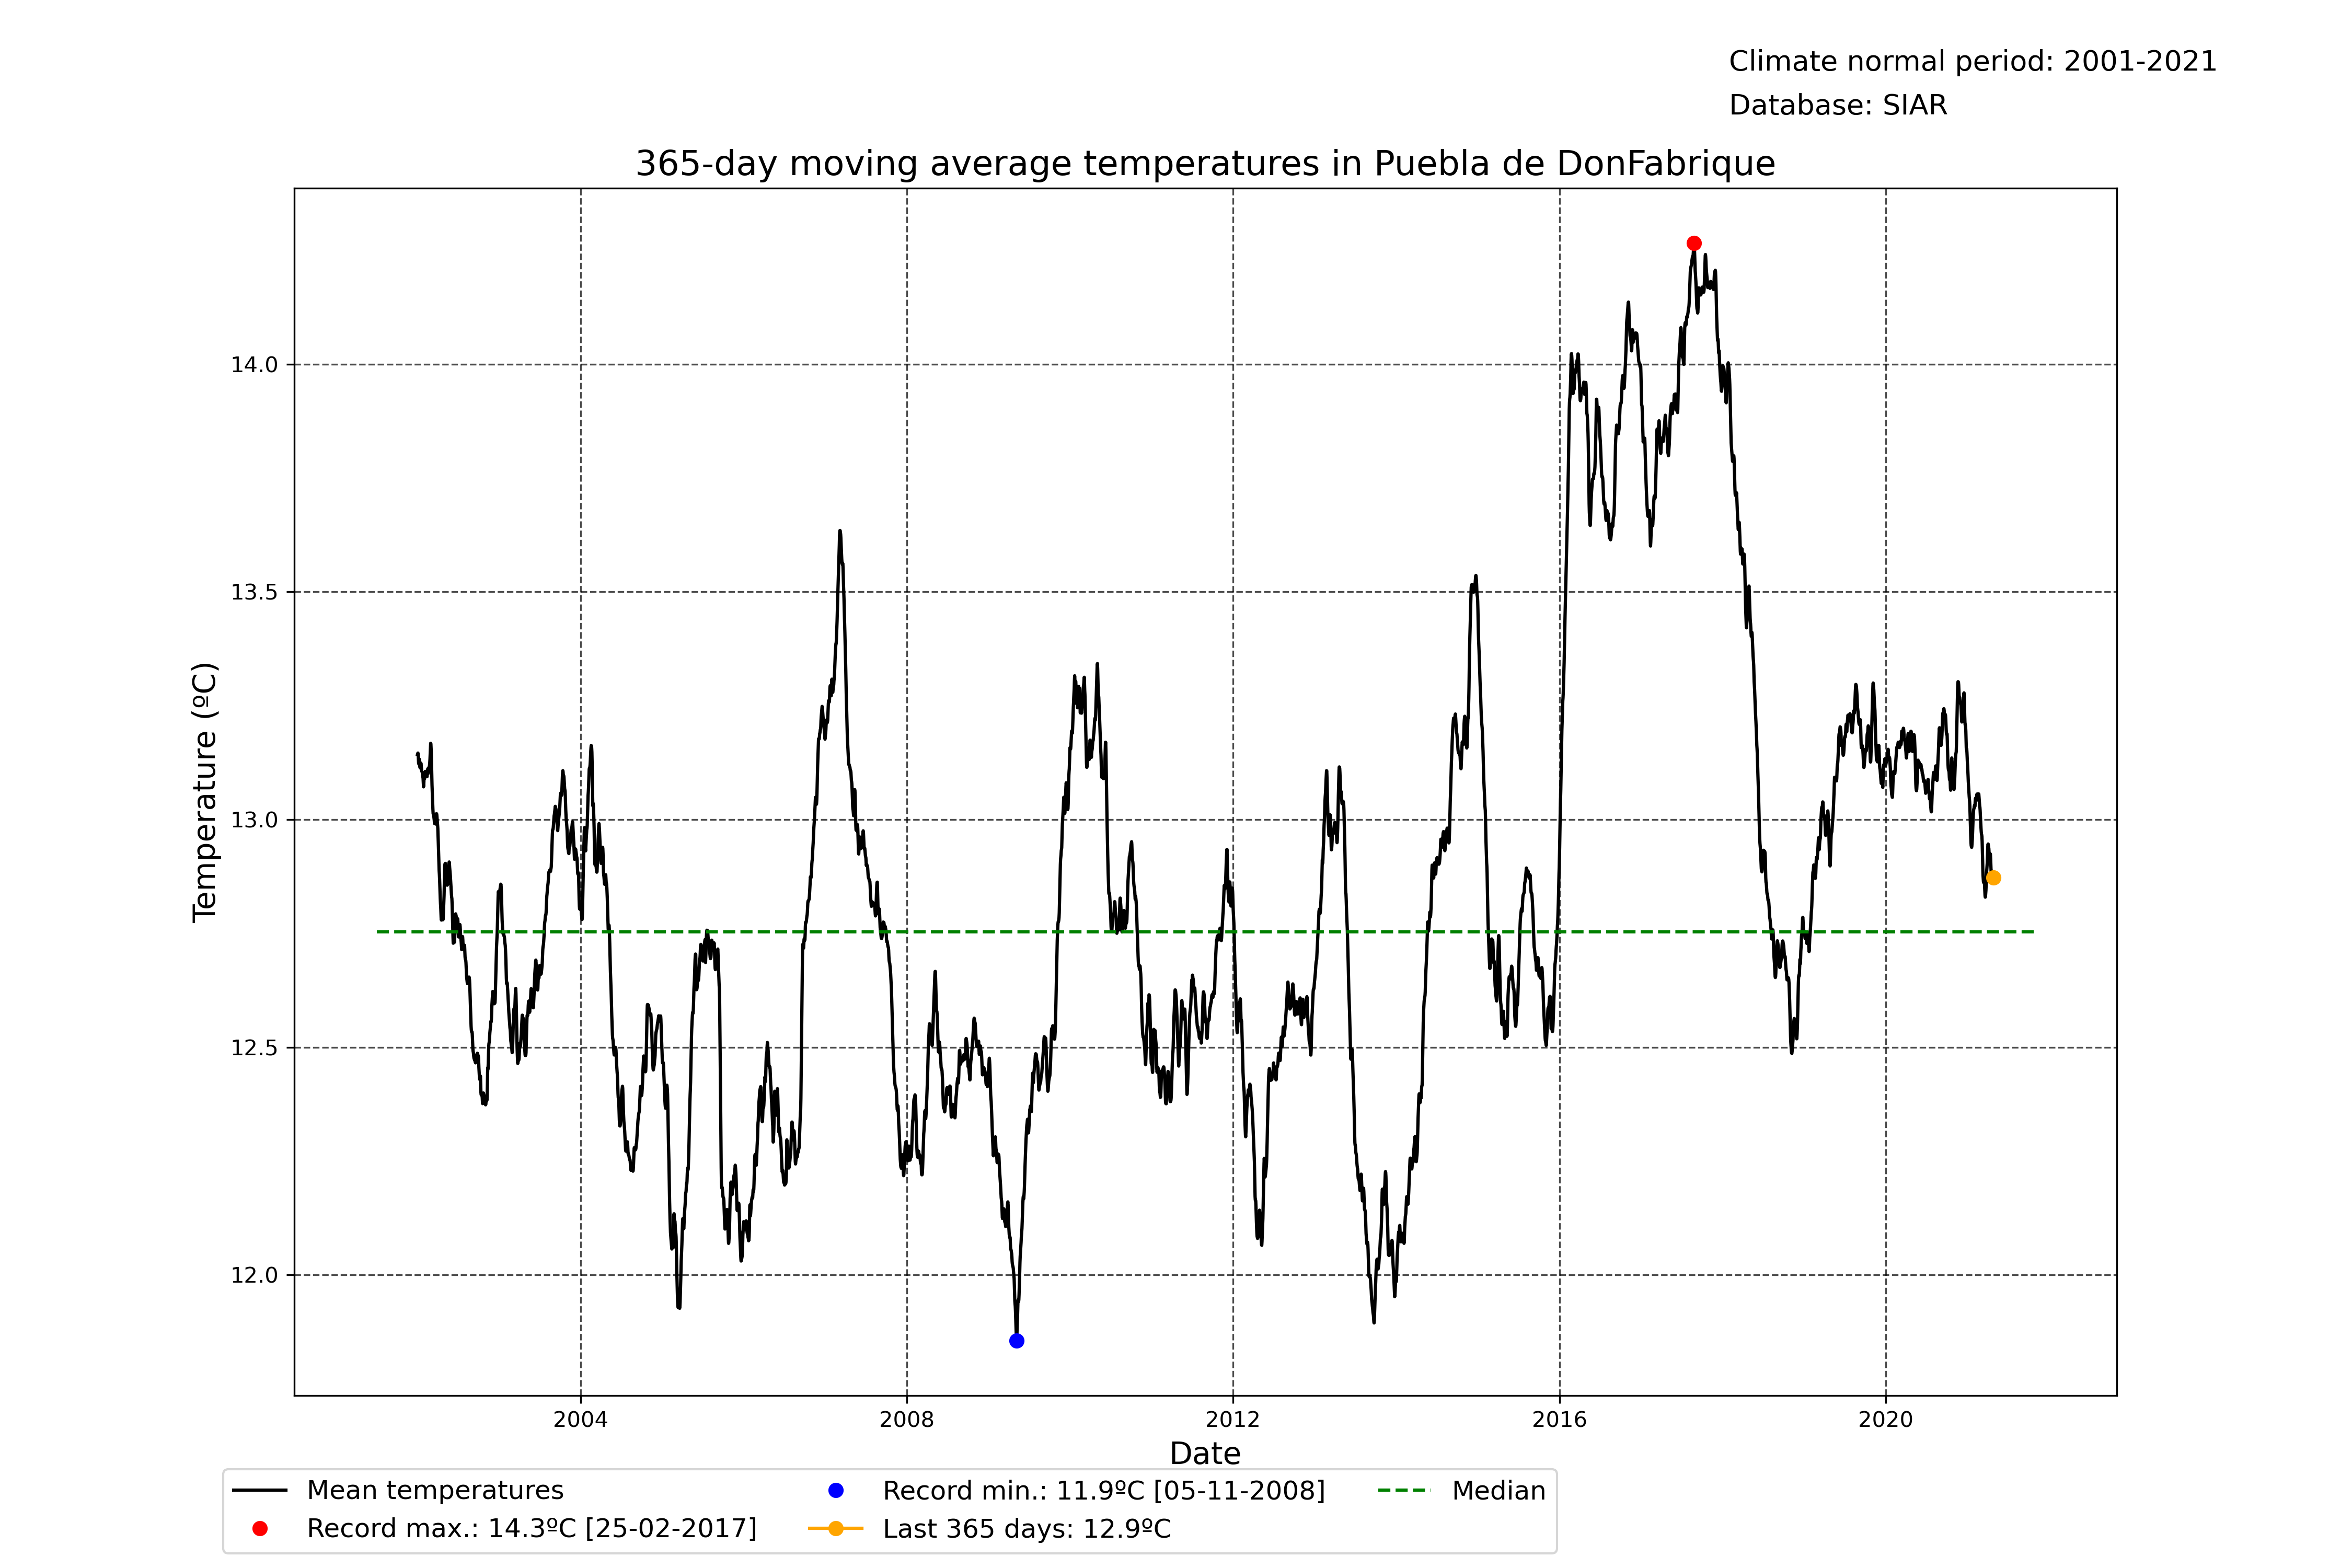 Climate normal period: 2001-2021
Database: SIAR
365-day moving average temperatures in Puebla de DonFabrique
Temperature (ºC)
14.0
13.5
13.0
12.5
12.0
2004
2008
2012
2016
2020
Date
Mean temperatures
Record max.: 14.3ºC [25-02-2017]
Record min.: 11.9ºC [05-11-2008]
Last 365 days: 12.9ºC
Median